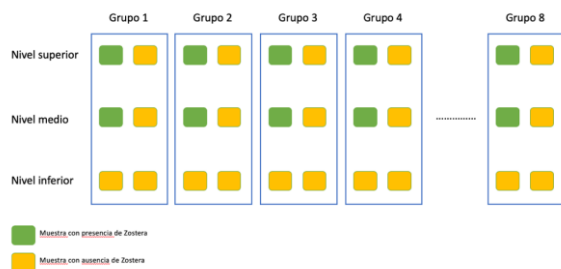 Grupo 1 Grupo 2 Grupo 3 Grupo 4 Grupo 8
Nivel superior
Nivel medio
...............
Nivel inferior
Muestra con presencia de Zostera
Muestra con ausencia de Zostera